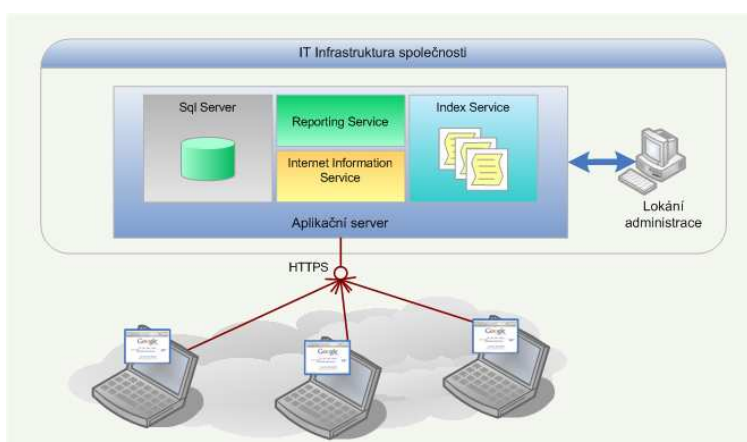 IT Infrastruktura společnosti
Sql Server
Reporting Service
Index Service
Internet Information
Service
Aplikační server
Lokání
administrace
HTTPS
Google
Google
Google